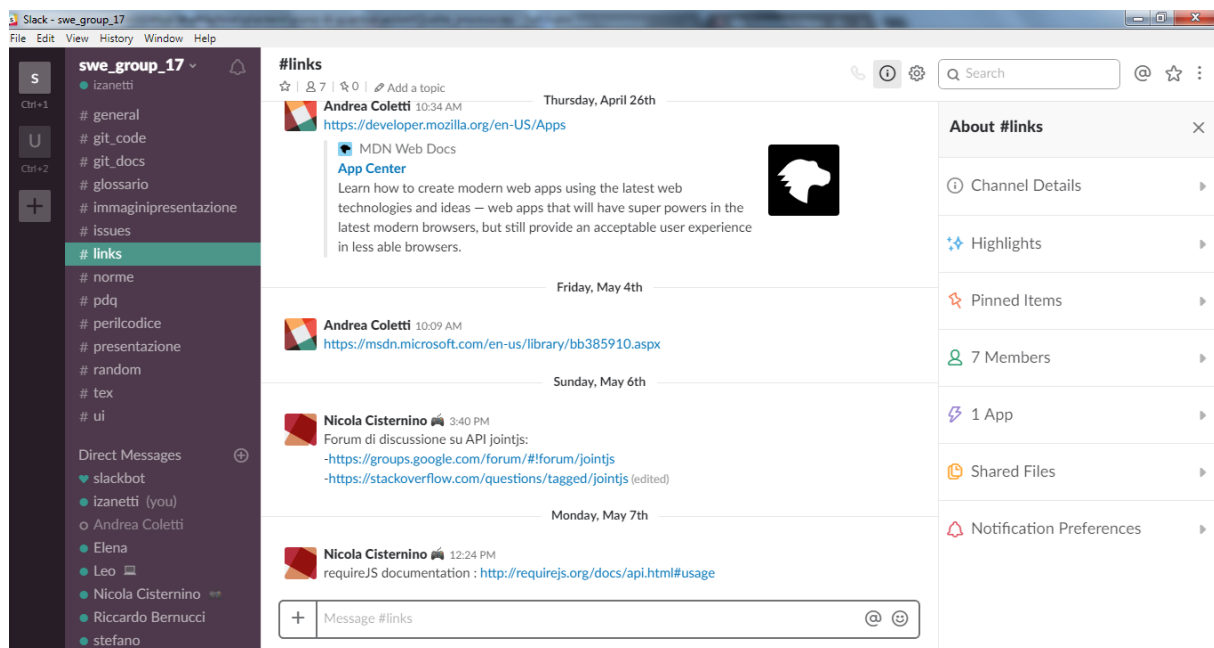 Slack - swe_group_17
File Edit View History Window Help
S
Ctrl+1
U
Ctrl+2
+
swe_group_17
izanetti
# general
# git_code
# git_docs
# glossario
# immaginipresentazione
# issues
# links
# norme
# pdq
# perilcodice
# presentazione
# random
# tex
# ui
Direct Messages
slackbot
izanetti (you)
Andrea Coletti
Elena
Leo
Nicola Cisternino
Riccardo Bernucci
stefano
#links
7 | 0 | Add a topic
Thursday, April 26th
Andrea Coletti 10:34 AM
https://developer.mozilla.org/en-US/Apps
MDN Web Docs
App Center
Learn how to create modern web apps using the latest web
technologies and ideas — web apps that will have super powers in the
latest modern browsers, but still provide an acceptable user experience
in less able browsers.
Friday, May 4th
Andrea Coletti 10:09 AM
https://msdn.microsoft.com/en-us/library/bb385910.aspx
Sunday, May 6th
Nicola Cisternino 3:40 PM
Forum di discussione su API jointjs:
-https://groups.google.com/forum/#!forum/jointjs
-https://stackoverflow.com/questions/tagged/jointjs (edited)
Monday, May 7th
Nicola Cisternino 12:24 PM
requireJS documentation : http://requirejs.org/docs/api.html#usage
+ Message #links @
Search @
About #links
Channel Details
Highlights
Pinned Items
7 Members
1 App
Shared Files
Notification Preferences